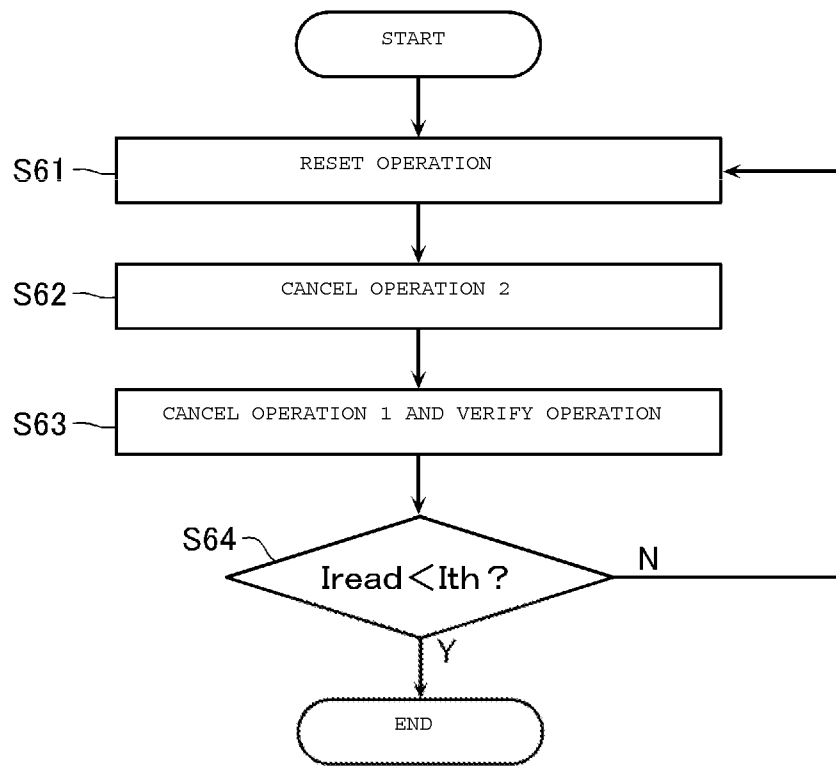 START
S61
RESET OPERATION
S62
CANCEL OPERATION 2
S63
CANCEL OPERATION 1 AND VERIFY OPERATION
S64
Iread<Ith?
N
Y
END